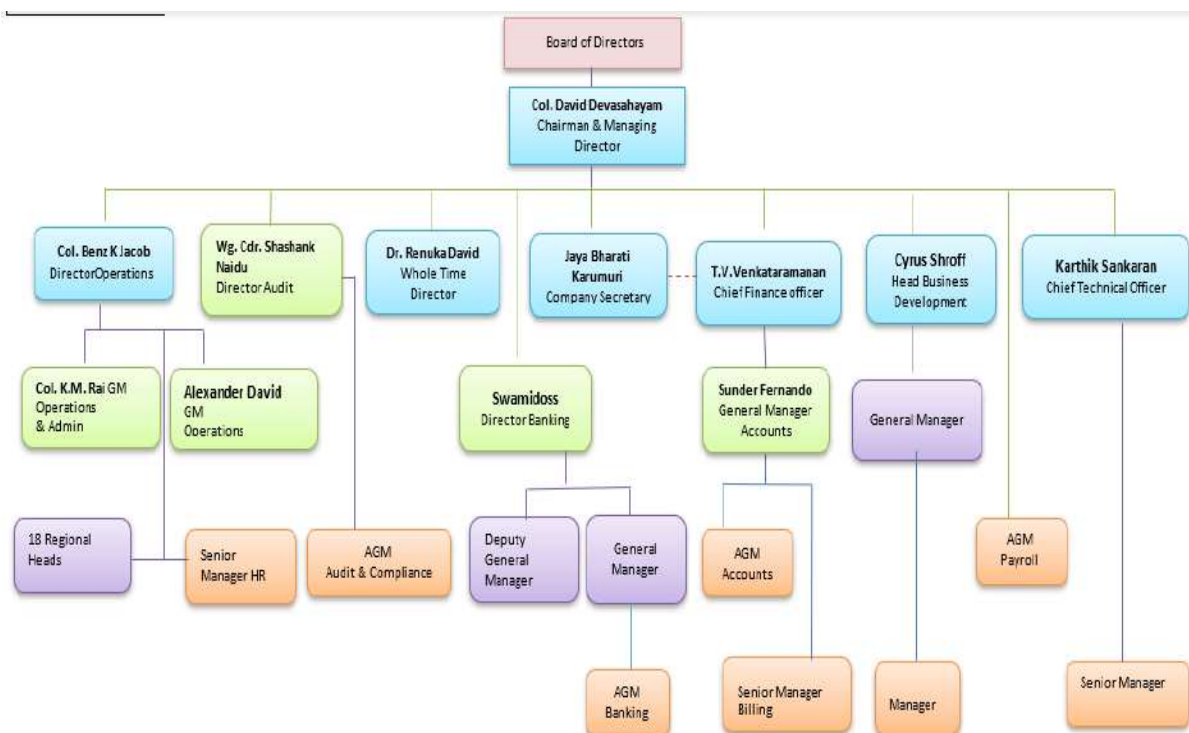 Board of Directors
Col. David Devasahayam
Chairman & Managing
Director
Col. Benz K Jacob
DirectorOperations
Wg. Cdr. Shashank
Naidu
Director Audit
Dr. Renuka David
Whole Time
Director
Jaya Bharati
Karumuri
Company Secretary
T.V.Venkataramanan
Chief Finance officer
Cyrus Shroff
Head Business
Development
Karthik Sankaran
Chief Technical Officer
Col. K.M. Rai GM
Operations
& Admin
Alexander David
GM
Operations
Swamidoss
Director Banking
Sunder Fernando
General Manager
Accounts
General Manager
18 Regional
Heads
Senior
Manager HR
AGM
Audit & Compliance
Deputy
General
Manager
General
Manager
AGM
Accounts
AGM
Payroll
AGM
Banking
Senior Manager
Billing
Manager
Senior Manager